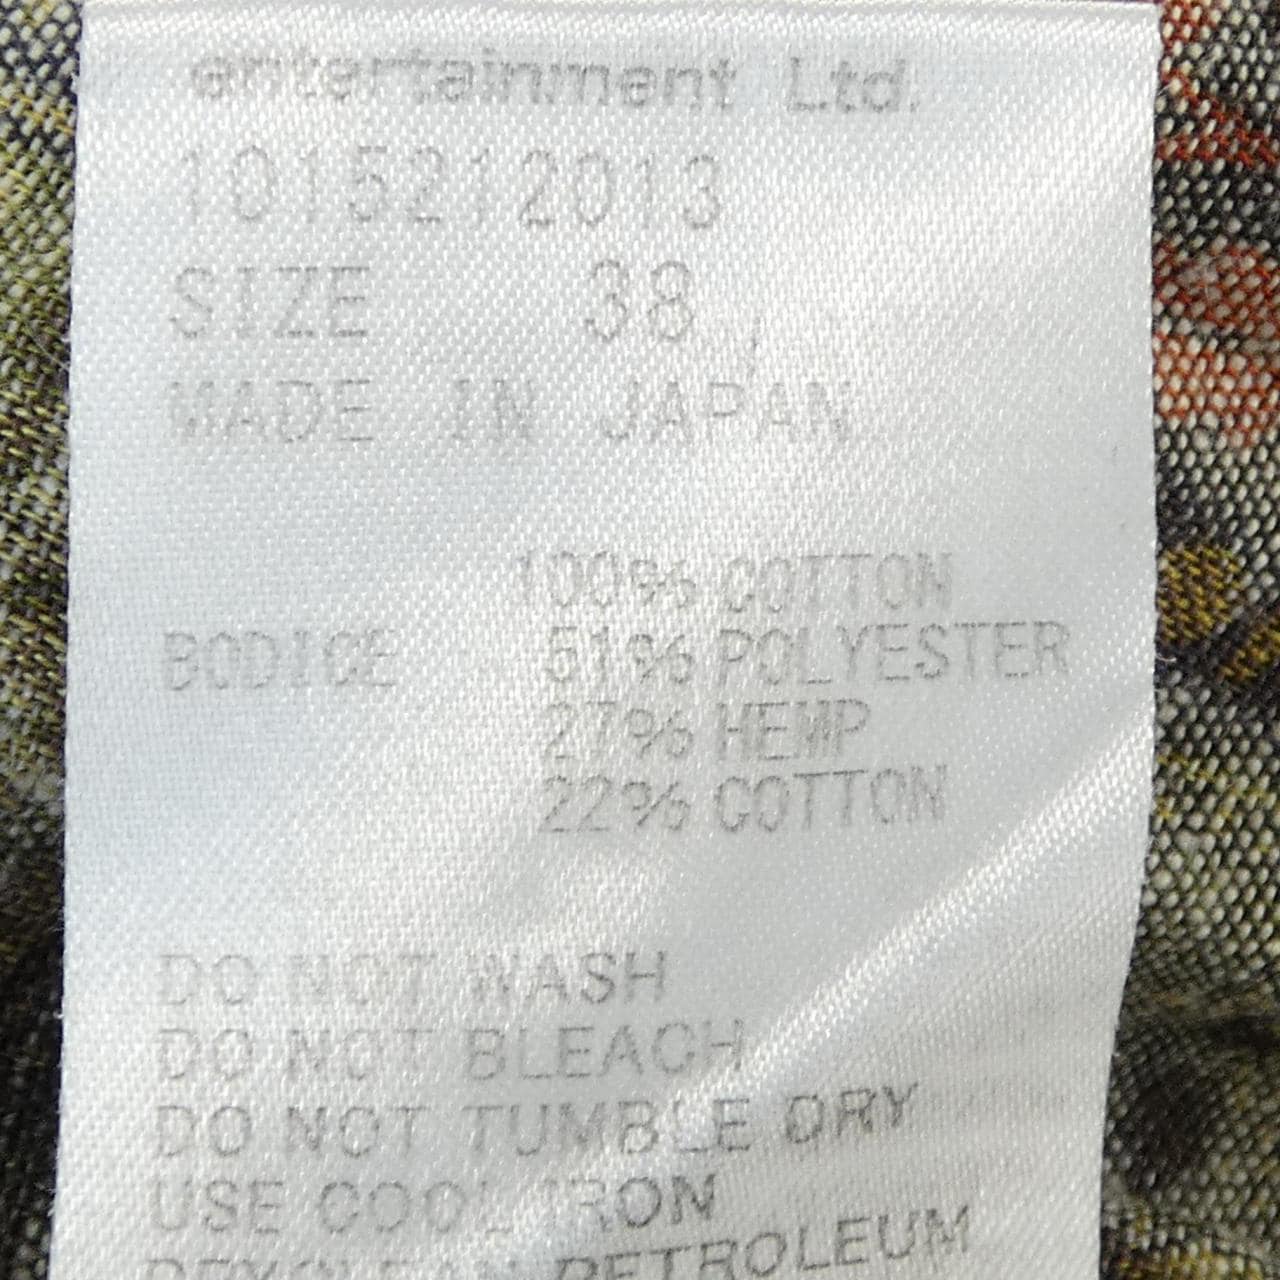 entertainment Ltd.
1015212013
SIZE 38
MADE IN JAPAN
100% COTTON
BODICE 51% POLYESTER
27% HEMP
22% COTTON
DO NOT WASH
DO NOT BLEACH
DO NOT TUMBLE DRY
USE COOL IRON
DRYCLEAN PETROLEUM